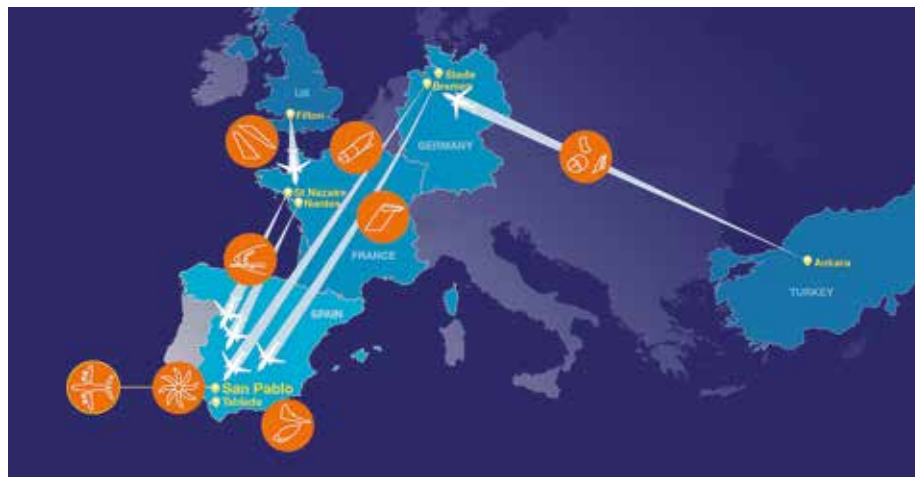 Stade
Bremen
UK
Filton
GERMANY
St.Nazaire
Nantes
FRANCE
Ankara
TURKEY
SPAIN
San Pablo
Tablada